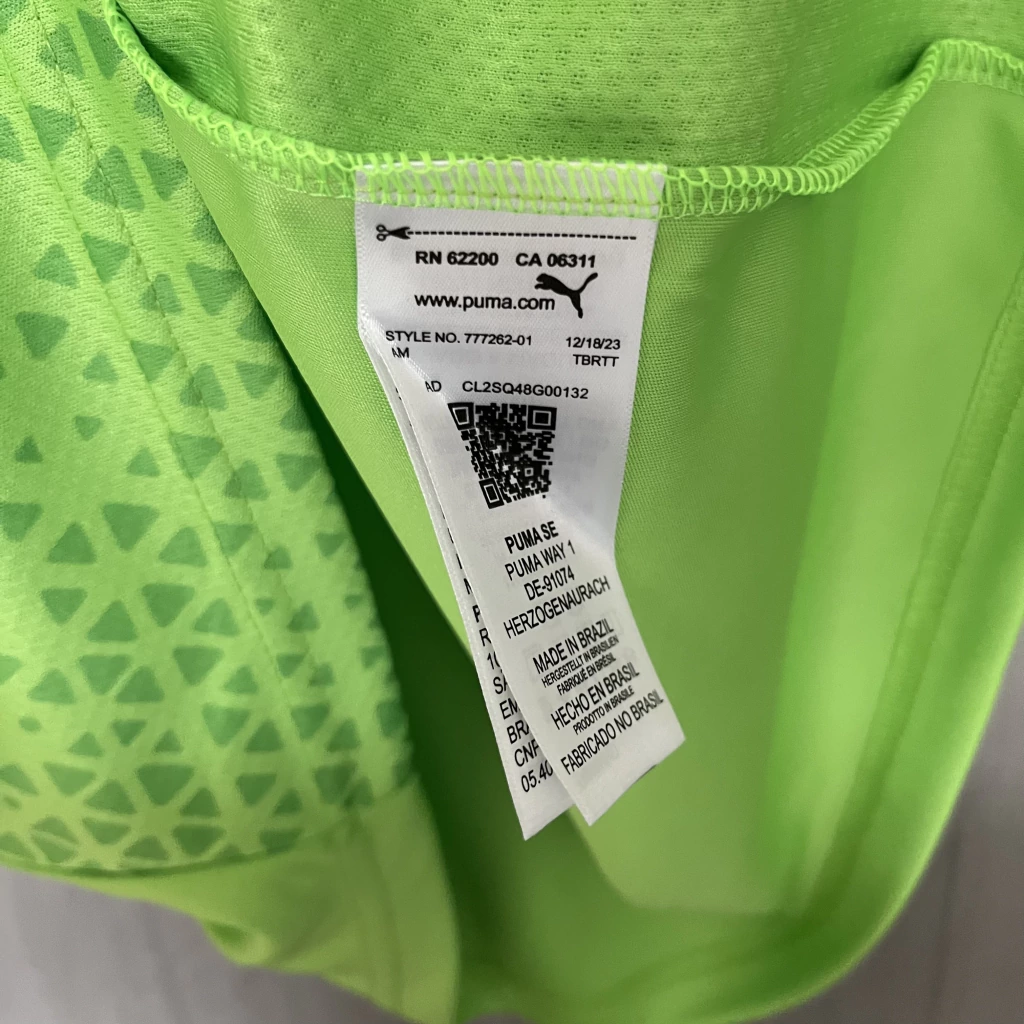 RN 62200 CA 06311
www.puma.com
STYLE NO. 777262-01 12/18/23
AM TBRTT
AD CL2SQ48G00132
PUMA SE
PUMA WAY 1
DE-91074
HERZOGENAURACH
MADE IN BRAZIL
HERGESTELLT IN BRASILIEN
FABRIQUÉ EN BRÉSIL
HECHO EN BRASIL
PRODOTTO IN BRASILE
FABRICADO NO BRASIL
05.40